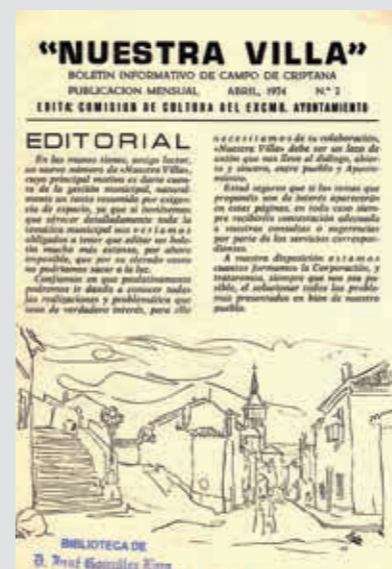 “NUESTRA VILLA”
BOLETIN INFORMATIVO DE CAMPO DE CRIPTANA
PUBLICACION MENSUAL ABRIL, 1974 N.º 2
EDITA: COMISION DE CULTURA DEL EXCMO. AYUNTAMIENTO
EDITORIAL
En tus manos tienes, amigo lector,
un nuevo número de «Nuestra Villa»,
cuyo principal motivo es darte cuen-
ta de la gestión municipal, natural-
mente un tanto resumida por exigen-
cia de espacio, ya que si tuviéramos
que ofrecer detalladamente toda la
temática municipal nos veríamos
obligados a tener que editar un bole-
tín mucho más extenso, por ahora
imposible, que por su elevado coste
no podríamos sacar a la luz.
Confiamos en que paulatinamente
podremos ir dando a conocer todas
las realizaciones y problemática que
sean de verdadero interés, para ello
necesitamos de tu colaboración,
«Nuestra Villa» debe ser un lazo de
unión que nos lleve al diálogo, abier-
to y sincero, entre pueblo y Ayunta-
miento.
Estad seguros que si los temas que
propongáis son de interés aparecerán
en estas páginas, en todo caso siem-
pre recibiréis contestación adecuada
a vuestras consultas o sugerencias
por parte de los servicios correspon-
dientes.
A vuestra disposición estamos
cuantos formamos la Corporación, y
trataremos, siempre que nos sea po-
sible, el solucionar todos los proble-
mas presentados en bien de nuestro
pueblo.
BIBLIOTECA DE
D. José González